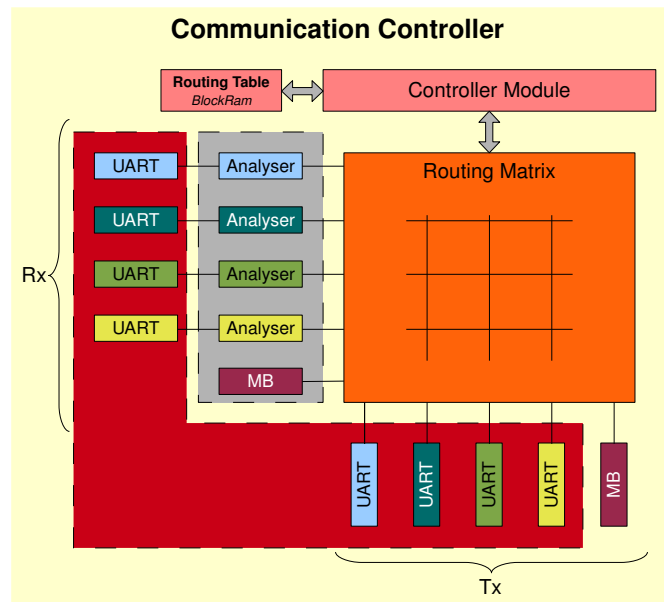 Communication Controller
Routing Table
BlockRam
Controller Module
Routing Matrix
UART
Analyser
UART
Analyser
UART
Analyser
UART
Analyser
MB
Rx
UART
UART
UART
UART
MB
Tx